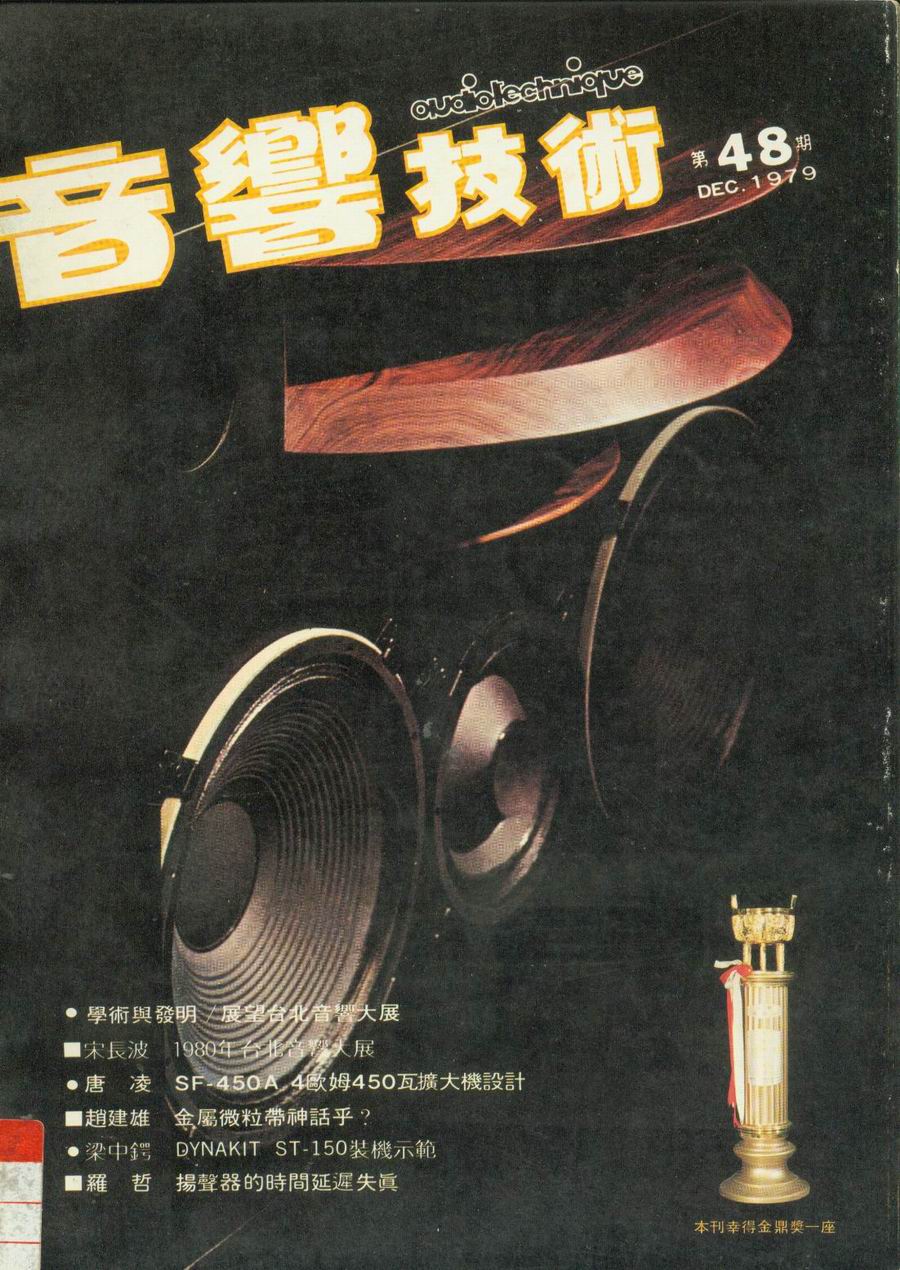 audiotechnique
音響技術
第48期
DEC.1979
• 學術與發明／展望台北音響大展
■宋長波 1980年台北音響大展
•唐 凌 SF-450A 4歐姆450瓦擴大機設計
■趙建雄 金屬微粒帶神話乎？
•梁中鍔 DYNAKIT ST-150裝機示範
■羅 哲 揚聲器的時間延遲失眞
本刊幸得金鼎獎一座